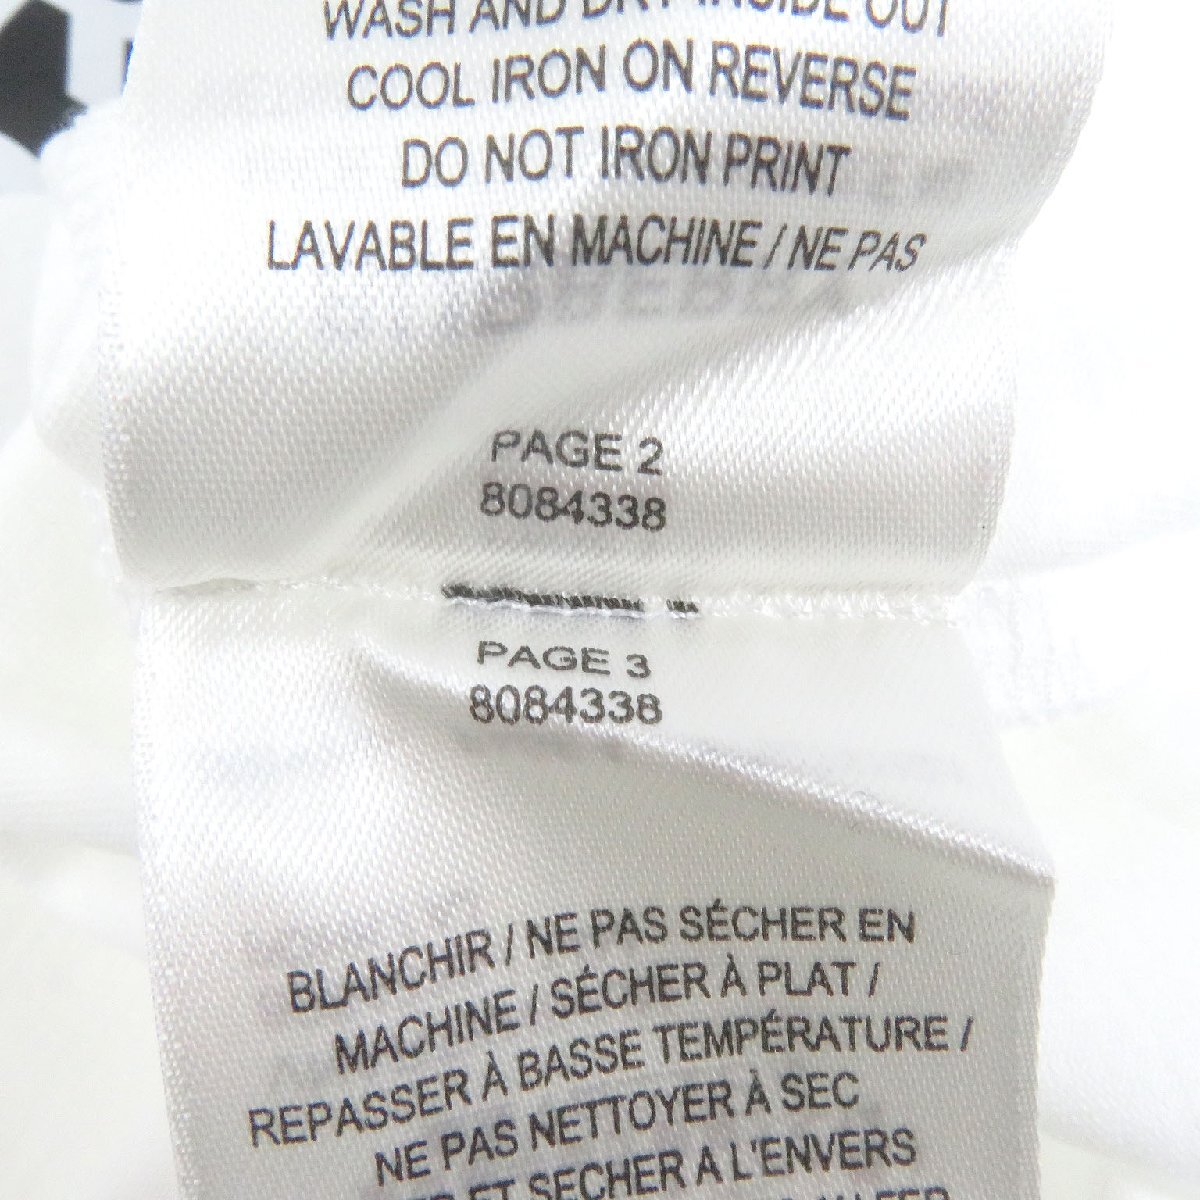 WASH AND DRY INSIDE OUT
COOL IRON ON REVERSE
DO NOT IRON PRINT
LAVABLE EN MACHINE / NE PAS
PAGE 2
8084338
PAGE 3
8084338
BLANCHIR / NE PAS SÉCHER EN
MACHINE / SÉCHER À PLAT /
REPASSER À BASSE TEMPÉRATURE /
NE PAS NETTOYER À SEC
ET SECHER A L'ENVERS